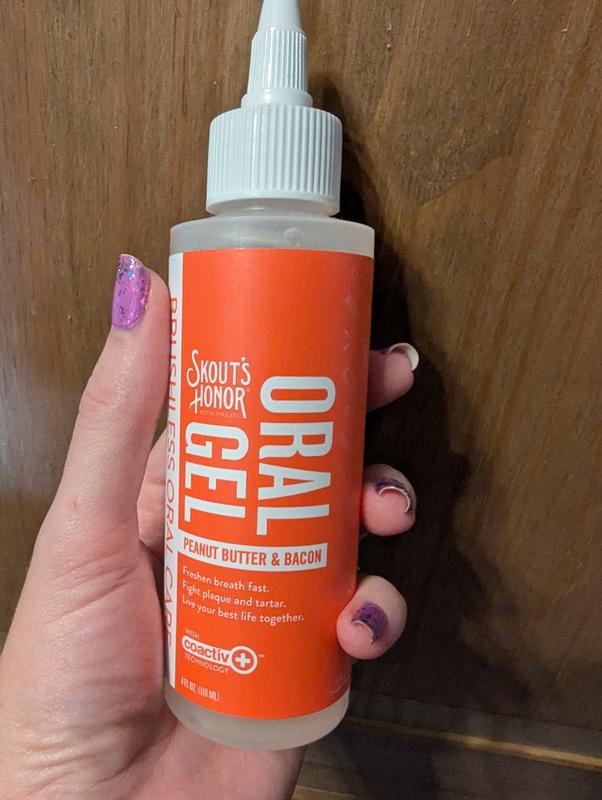 BRUSHLESS ORAL CARE
SKOUT'S
HONOR®
ORAL
GEL
PEANUT BUTTER & BACON
Freshen breath fast.
Fight plaque and tartar.
Live your best life together.
WITH
coactiv+™
TECHNOLOGY
4 FL OZ. (118 ML)